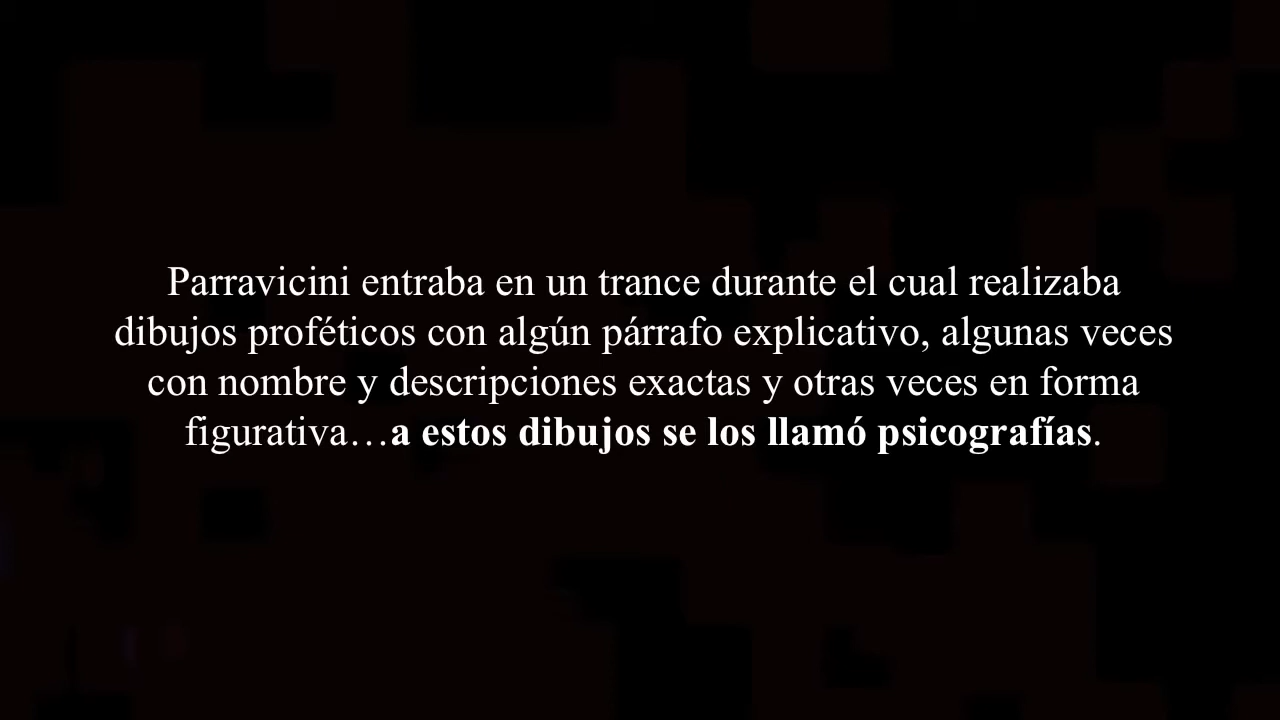 Parravicini entraba en un trance durante el cual realizaba
dibujos proféticos con algún párrafo explicativo, algunas veces
con nombre y descripciones exactas y otras veces en forma
figurativa…a estos dibujos se los llamó psicografías.